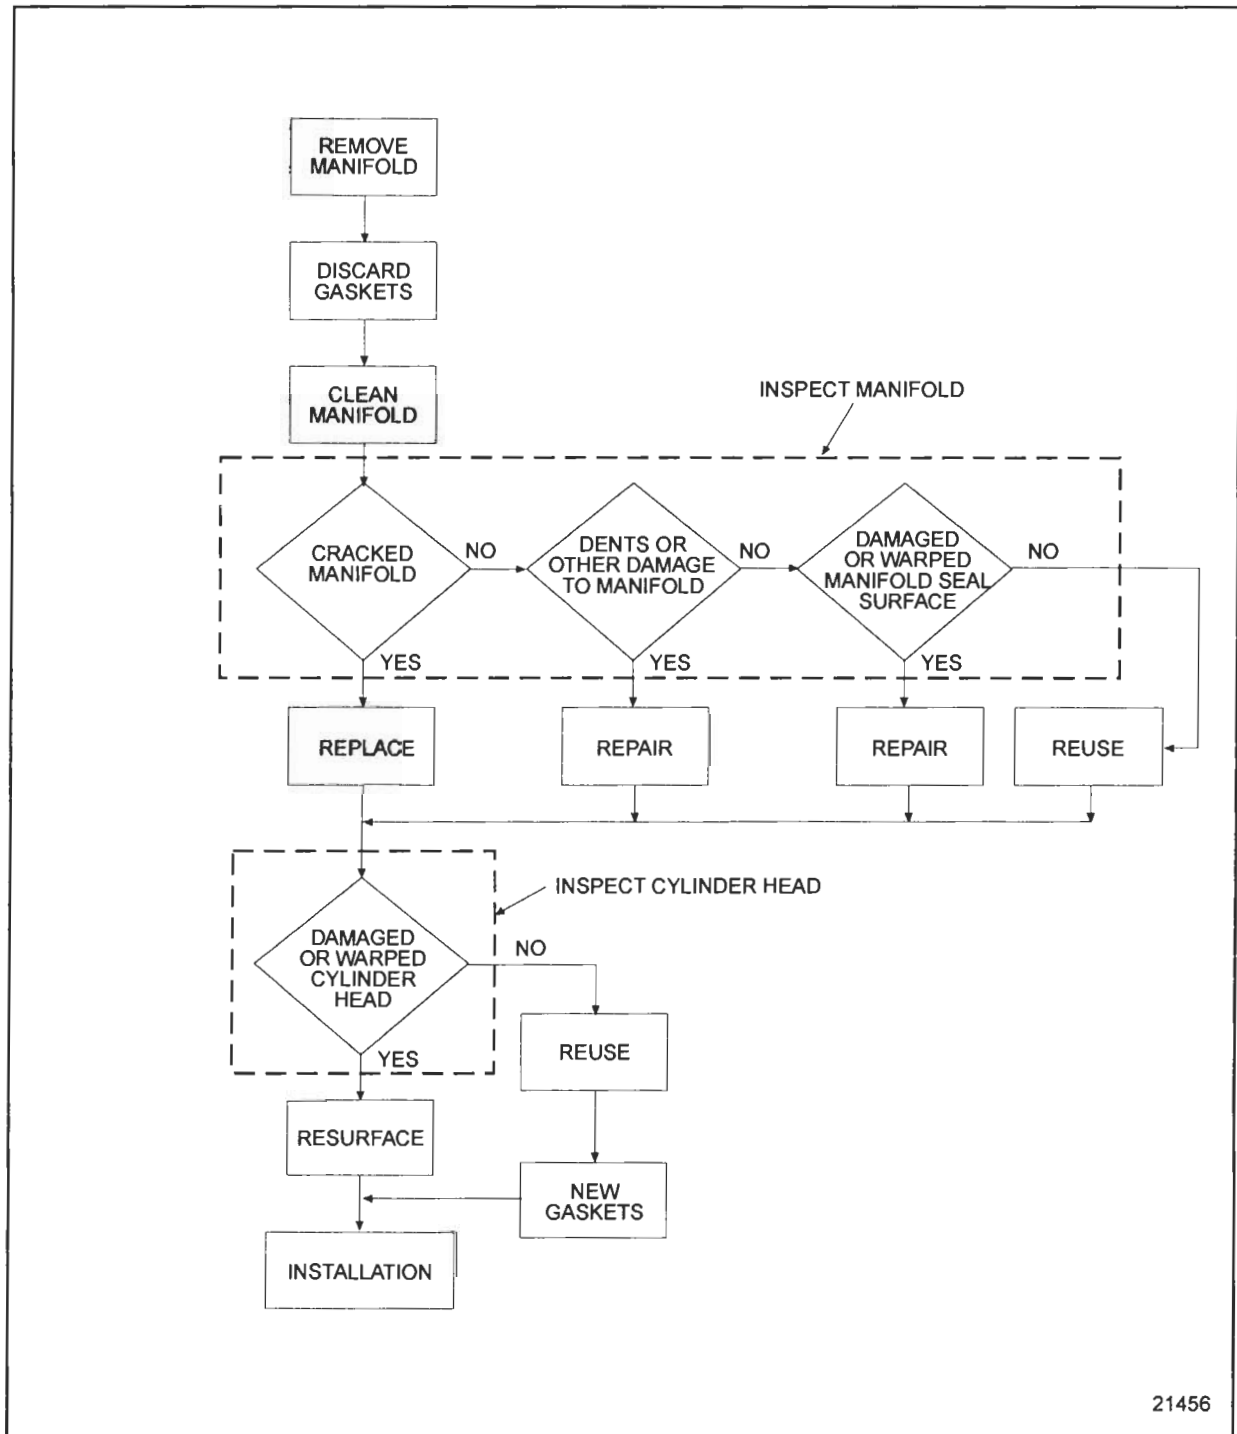 REMOVE
MANIFOLD
DISCARD
GASKETS
CLEAN
MANIFOLD
INSPECT MANIFOLD
CRACKED
MANIFOLD
NO
DENTS OR
OTHER DAMAGE
TO MANIFOLD
NO
DAMAGED
OR WARPED
MANIFOLD SEAL
SURFACE
NO
YES
YES
YES
REPLACE
REPAIR
REPAIR
REUSE
INSPECT CYLINDER HEAD
DAMAGED
OR WARPED
CYLINDER
HEAD
NO
YES
REUSE
RESURFACE
NEW
GASKETS
INSTALLATION
21456